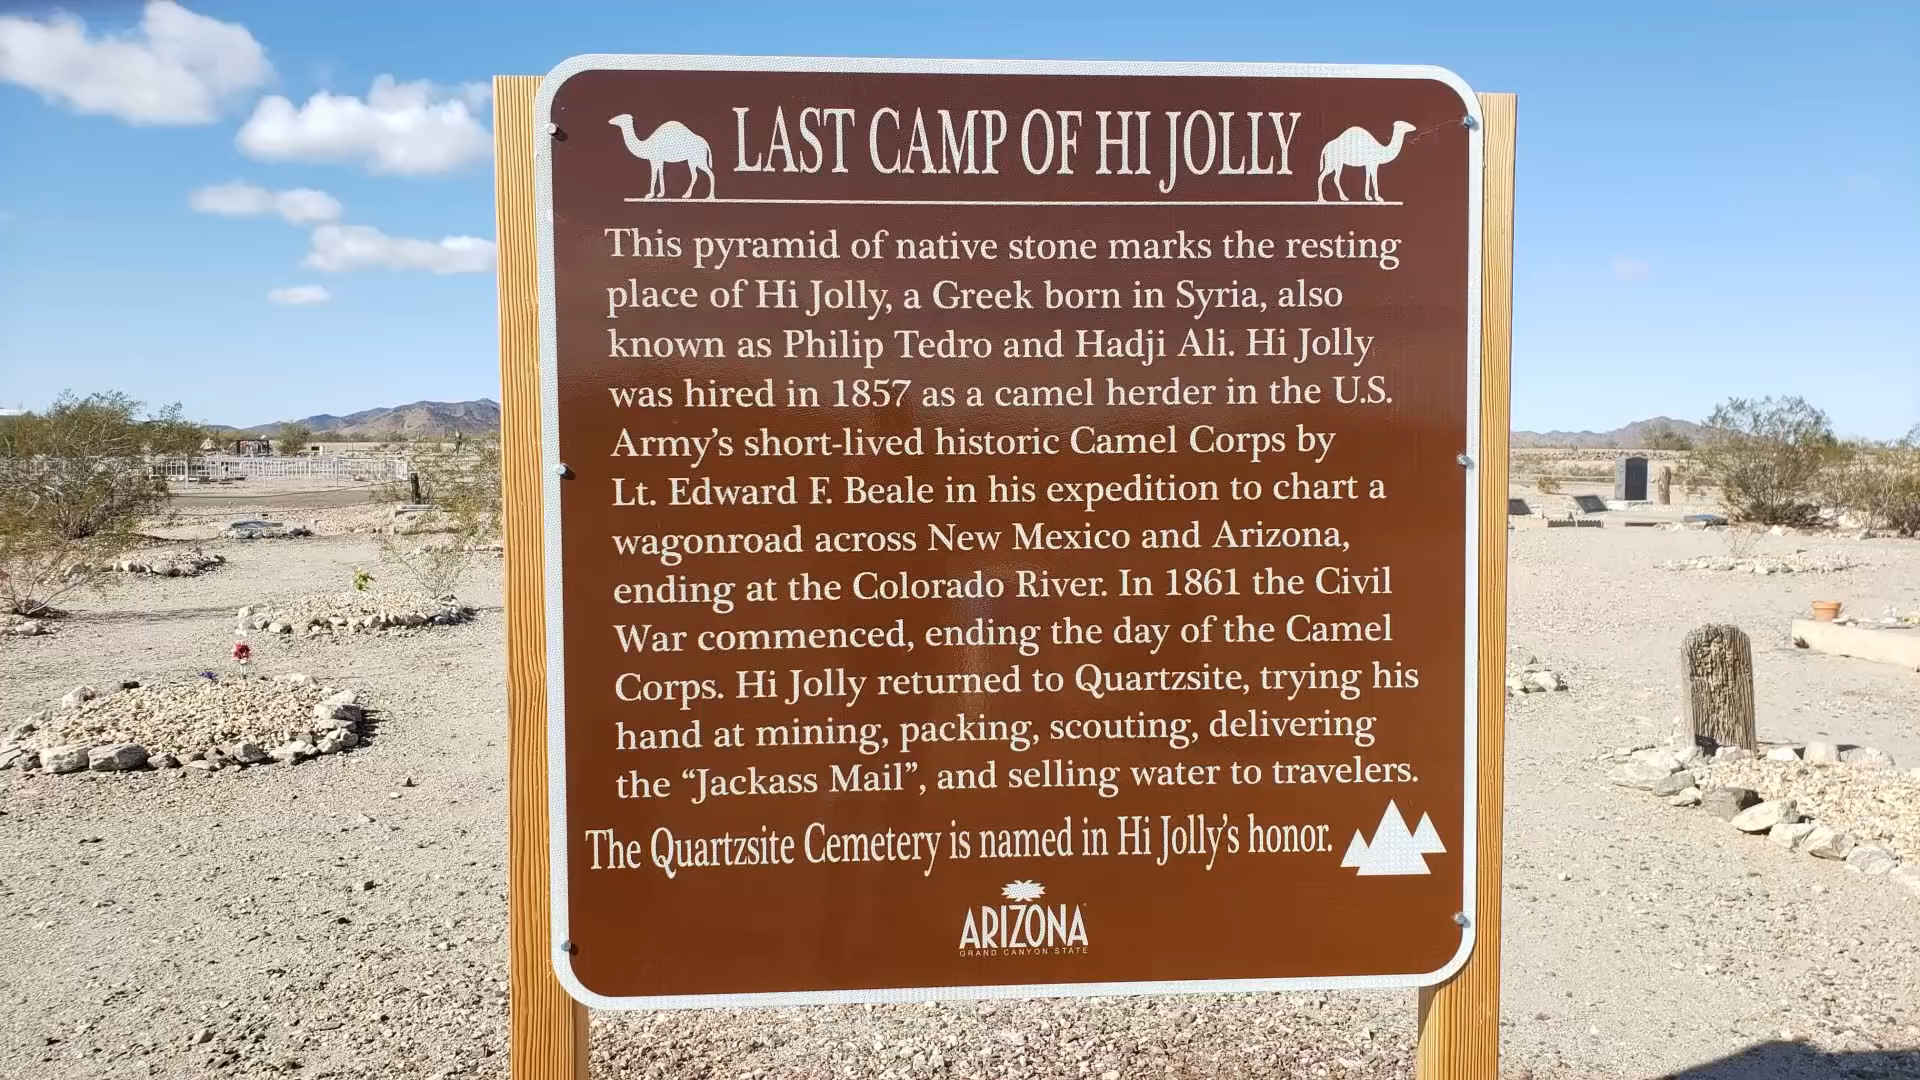 LAST CAMP OF HI JOLLY
This pyramid of native stone marks the resting
place of Hi Jolly, a Greek born in Syria, also
known as Philip Tedro and Hadji Ali. Hi Jolly
was hired in 1857 as a camel herder in the U.S.
Army's short-lived historic Camel Corps by
Lt. Edward F. Beale in his expedition to chart a
wagonroad across New Mexico and Arizona,
ending at the Colorado River. In 1861 the Civil
War commenced, ending the day of the Camel
Corps. Hi Jolly returned to Quartzsite, trying his
hand at mining, packing, scouting, delivering
the “Jackass Mail”, and selling water to travelers.
The Quartzsite Cemetery is named in Hi Jolly's honor.
ARIZONA
GRAND CANYON STATE